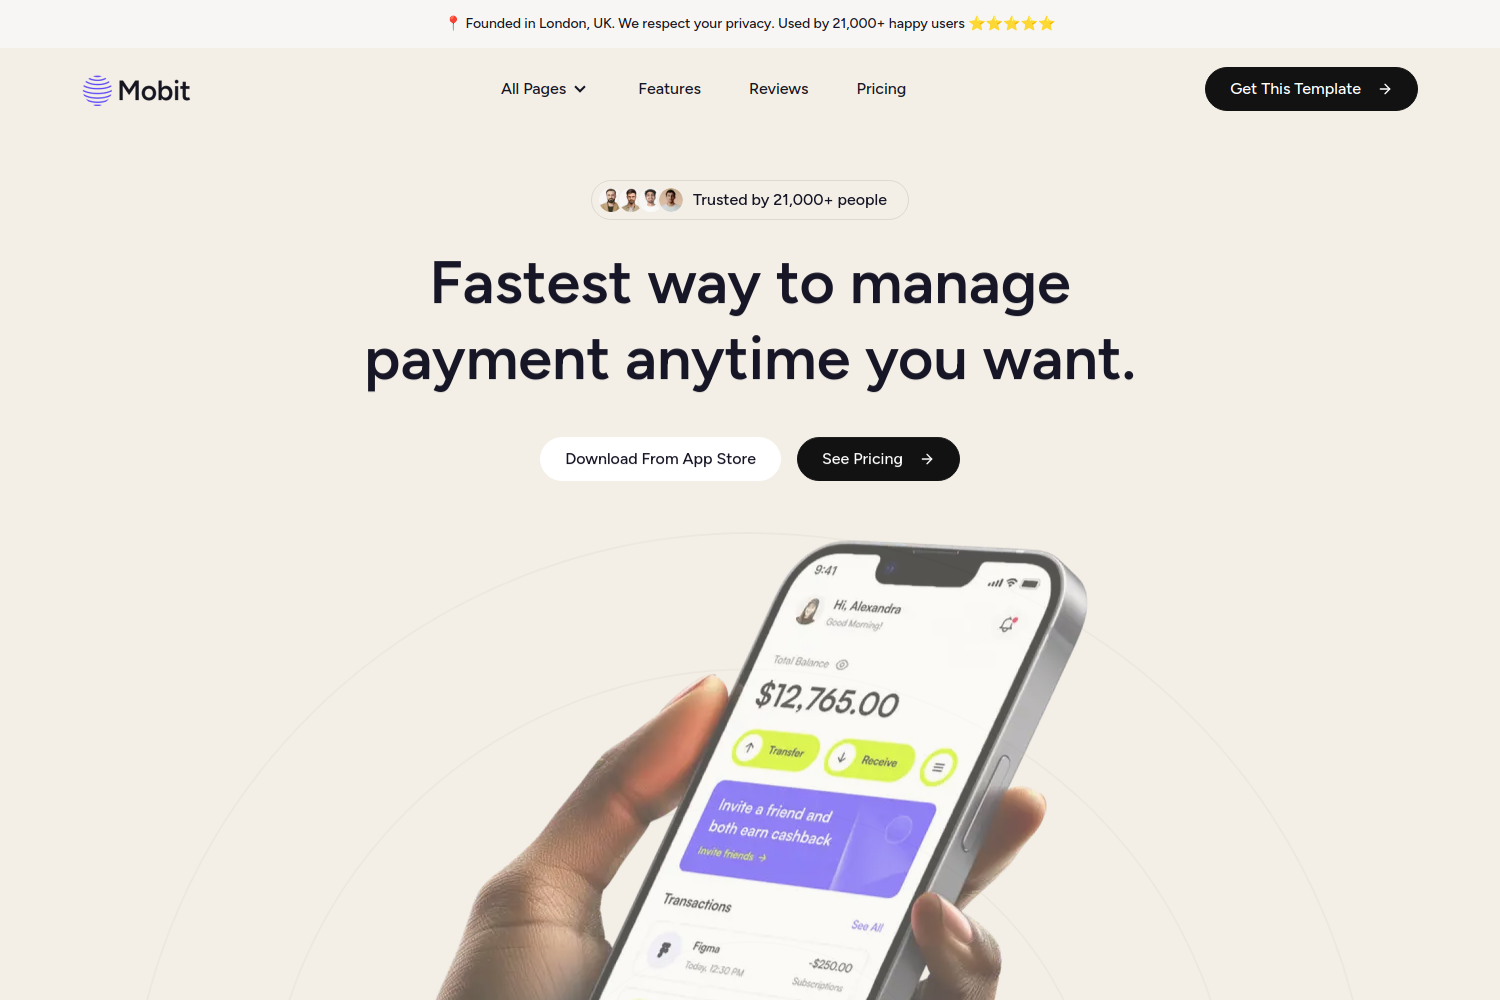 📍 Founded in London, UK. We respect your privacy. Used by 21,000+ happy users ⭐⭐⭐⭐⭐
Mobit
All Pages
Features
Reviews
Pricing
Get This Template →
Trusted by 21,000+ people
Fastest way to manage
payment anytime you want.
Download From App Store
See Pricing →
9:41
Hi, Alexandra
Good Morning!
Total Balance
$12,765.00
Transfer
Receive
Invite a friend and
both earn cashback
Invite friends →
Transactions
See All
Figma
-$250.00
Today, 12:30 PM
Subscriptions